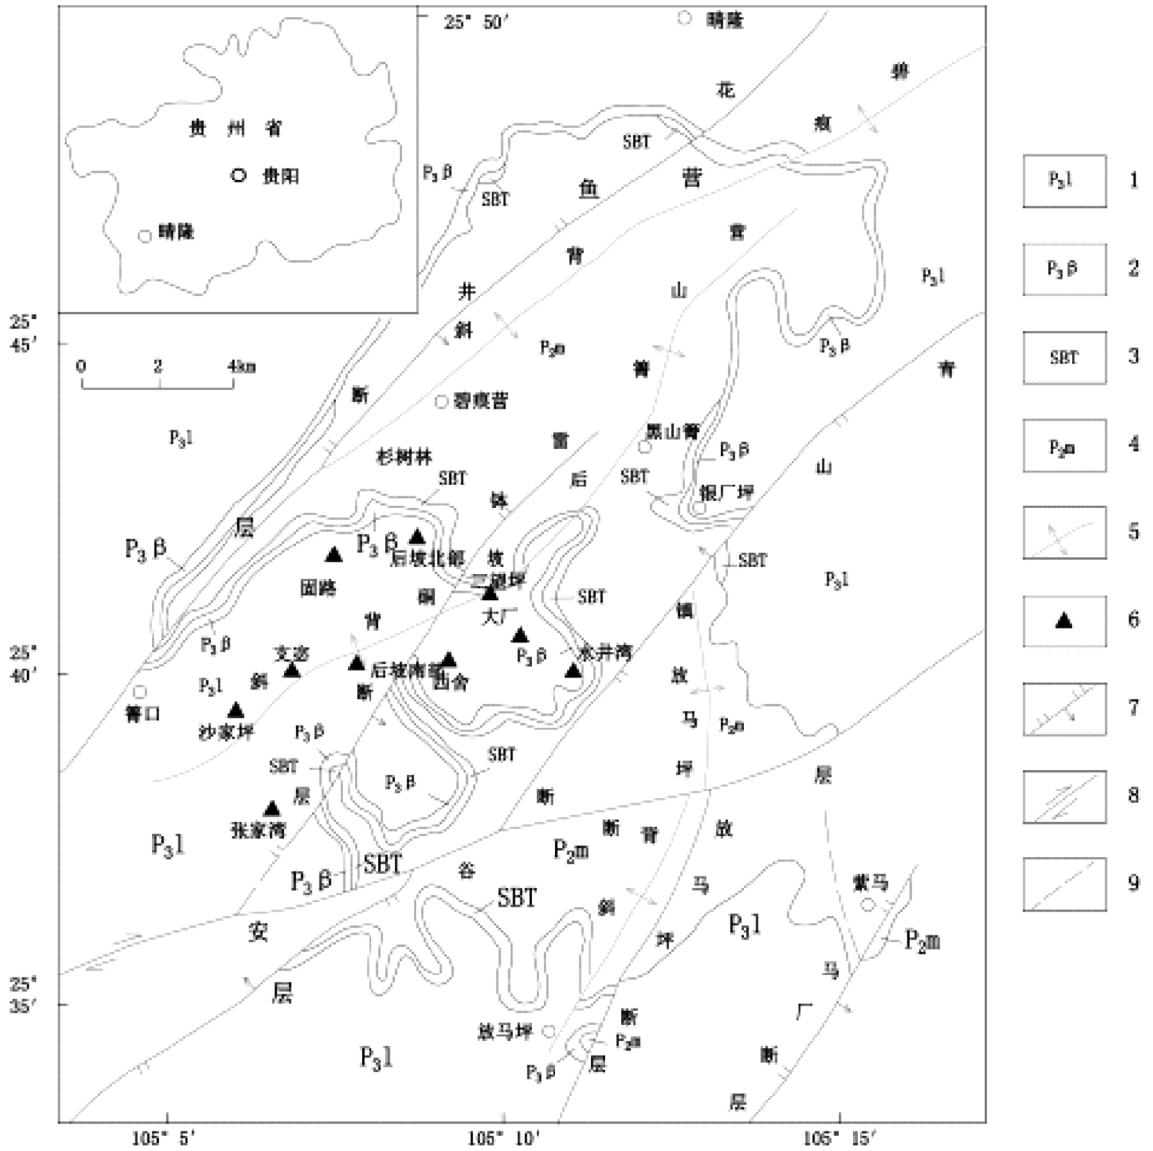 25° 50′
晴隆
贵州省
贵阳
晴隆
花
鱼
井
断
层
碧
痕
营
背
斜
P₃β
SBT
SBT
P₃l
25°
45′
0 2 4km
P₃l
碧痕营
P₂m
营
山
箐
后
坡
背
斜
P₃β
青
山
镇
断
层
杉树林
SBT
雷
钵
硐
断
层
黑山箐
SBT
P₃β
银厂坪
P₃β
P₃β
后坡北部
固路
三望坪
大厂
SBT
SBT
P₃l
25°
40′
P₃β
P₃l
支氹
后坡南部
西舍
P₃β
水井湾
箐口
沙家坪
P₃β
SBT
SBT
P₃β
张家湾
P₃l
P₃β
SBT
放
马
坪
背
斜
P₂m
P₂m
安
谷
断
层
SBT
放
马
坪
断
层
P₃l
紫马
P₂m
马
厂
断
层
25°
35′
P₃l
放马坪
P₂m
P₃β
105° 5′
105° 10′
105° 15′
P₃l 1
P₃β 2
SBT 3
P₂m 4
5
6
7
8
9